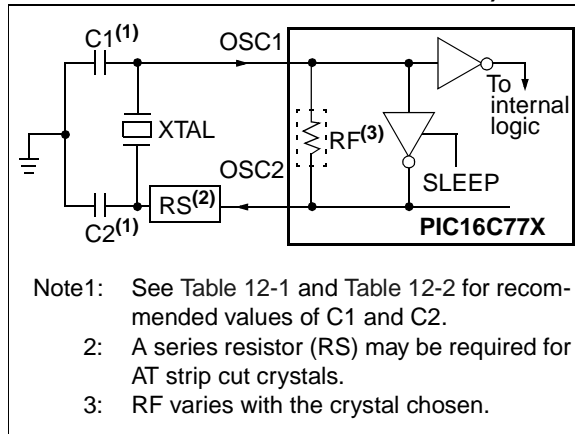 C1(1)
OSC1
To
internal
logic
XTAL
RF(3)
OSC2
SLEEP
RS(2)
C2(1)
PIC16C77X
Note1: See Table 12-1 and Table 12-2 for recom-
mended values of C1 and C2.
2: A series resistor (RS) may be required for
AT strip cut crystals.
3: RF varies with the crystal chosen.